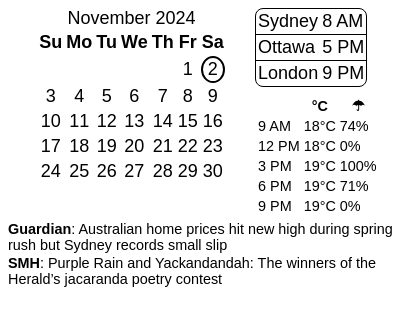 November 2024
Su Mo Tu We Th Fr Sa
1 2
3 4 5 6 7 8 9
10 11 12 13 14 15 16
17 18 19 20 21 22 23
24 25 26 27 28 29 30
Sydney 8 AM
Ottawa 5 PM
London 9 PM
°C ☂
9 AM 18°C 74%
12 PM 18°C 0%
3 PM 19°C 100%
6 PM 19°C 71%
9 PM 19°C 0%
Guardian: Australian home prices hit new high during spring
rush but Sydney records small slip
SMH: Purple Rain and Yackandandah: The winners of the
Herald’s jacaranda poetry contest